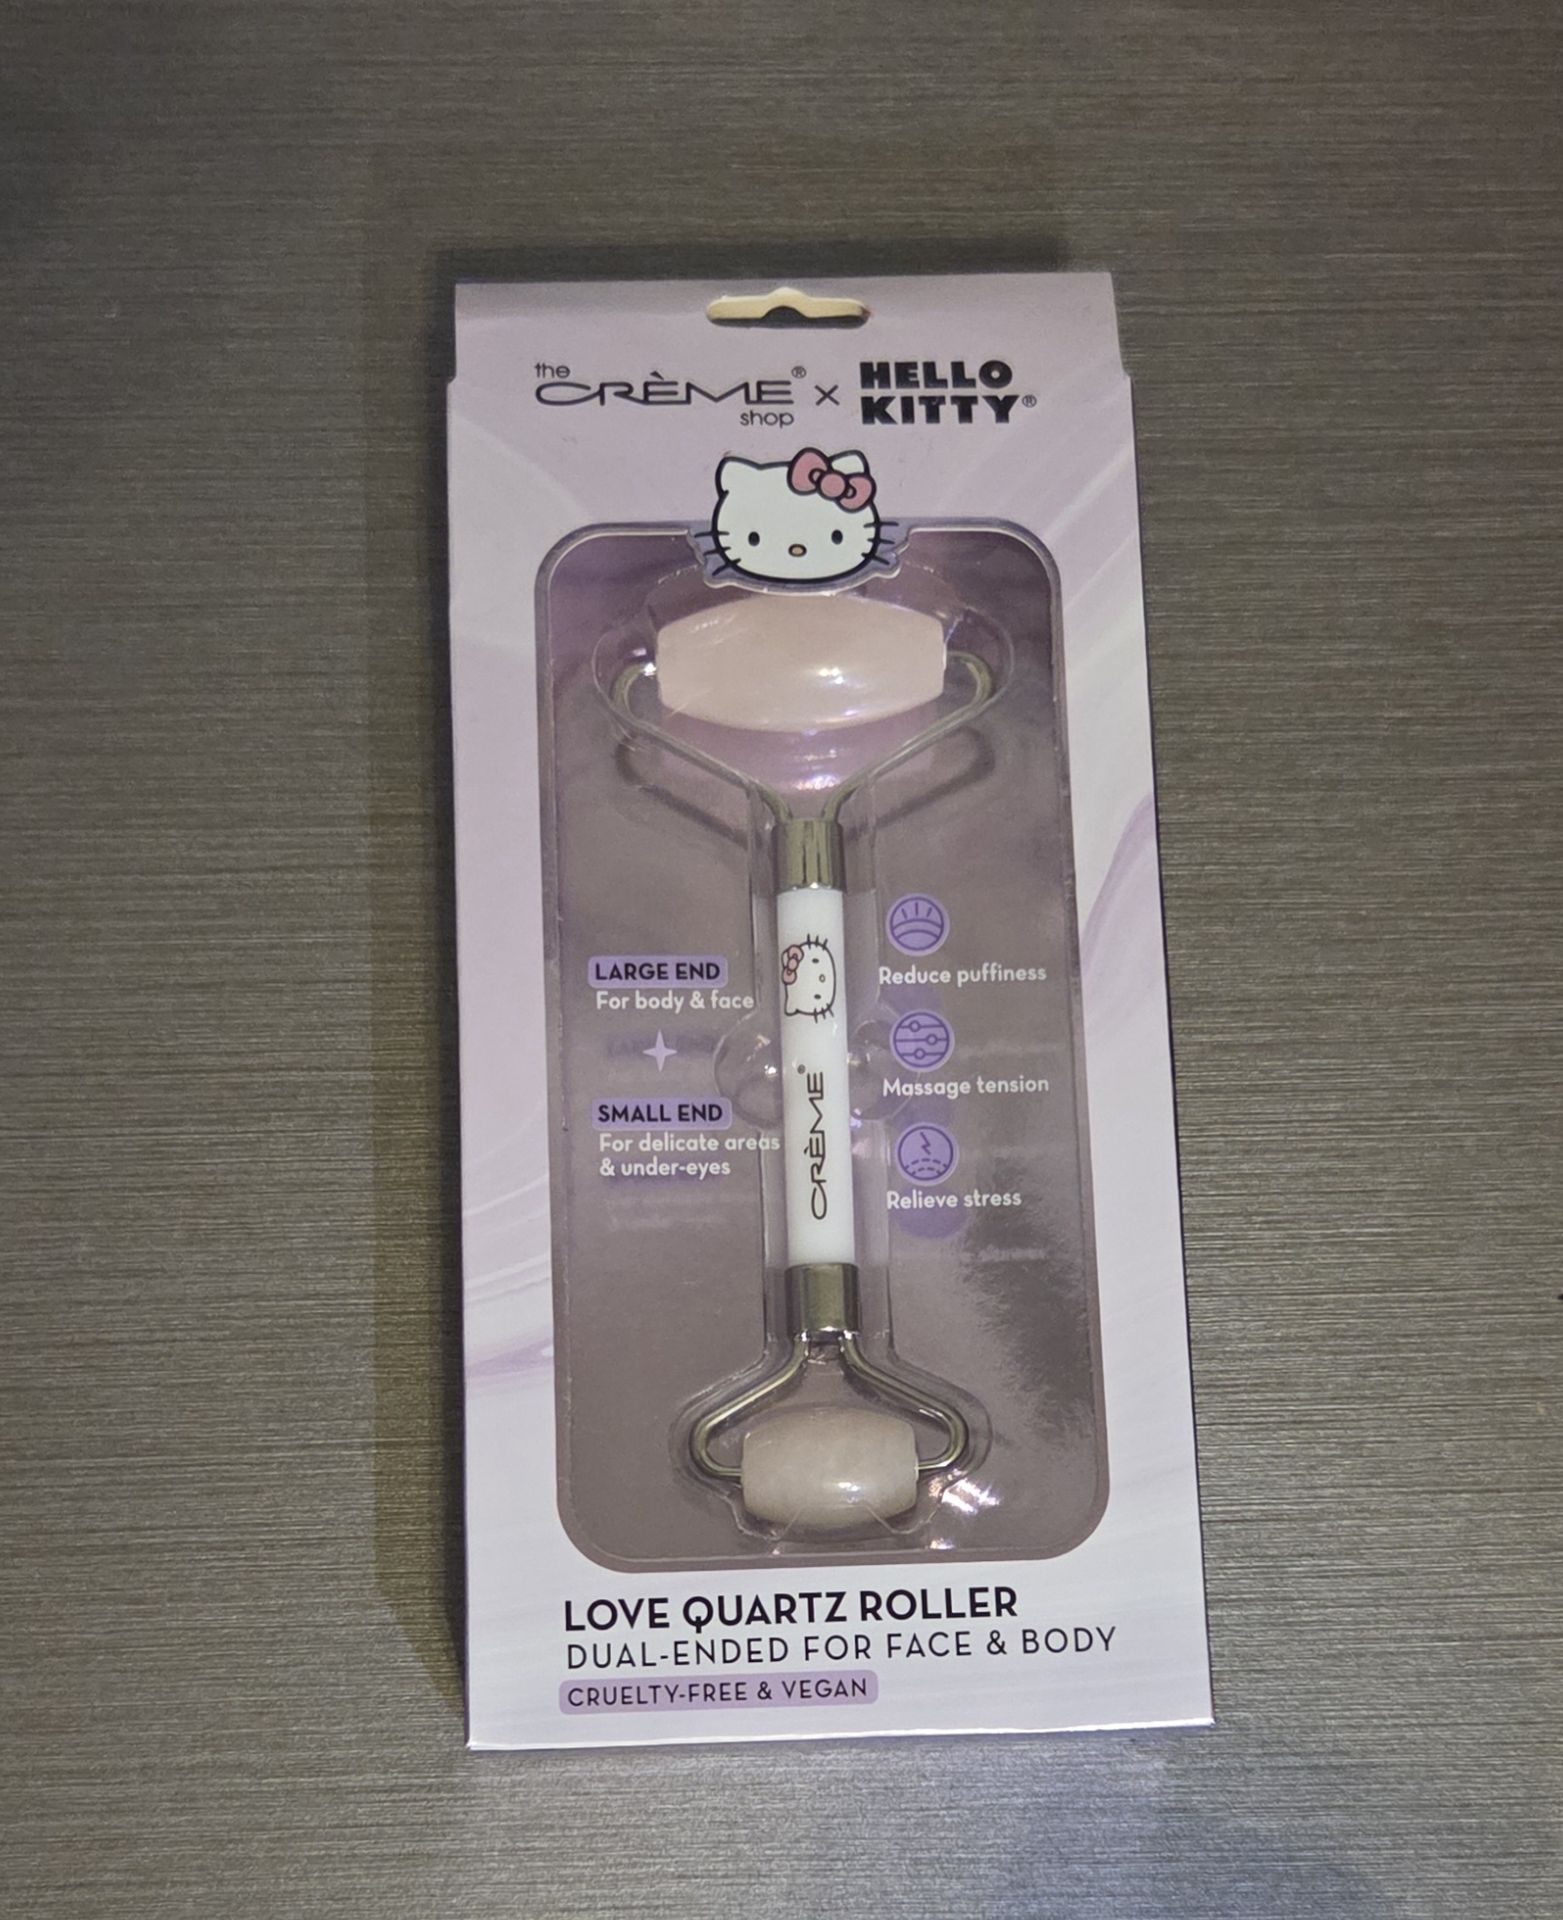 the
CRÈME®
shop
x
HELLO
KITTY®
LARGE END
For body & face
SMALL END
For delicate areas
& under-eyes
CRÈME®
Reduce puffiness
Massage tension
Relieve stress
LOVE QUARTZ ROLLER
DUAL-ENDED FOR FACE & BODY
CRUELTY-FREE & VEGAN